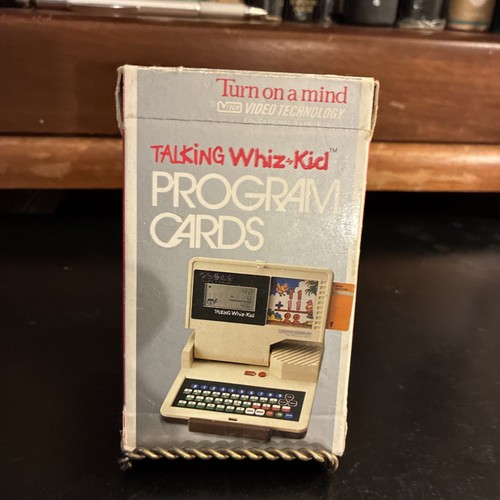 Turn on a mind
Vtech VIDEO TECHNOLOGY
TALKING Whiz-Kid™
PROGRAM
CARDS
TALKING Whiz-Kid